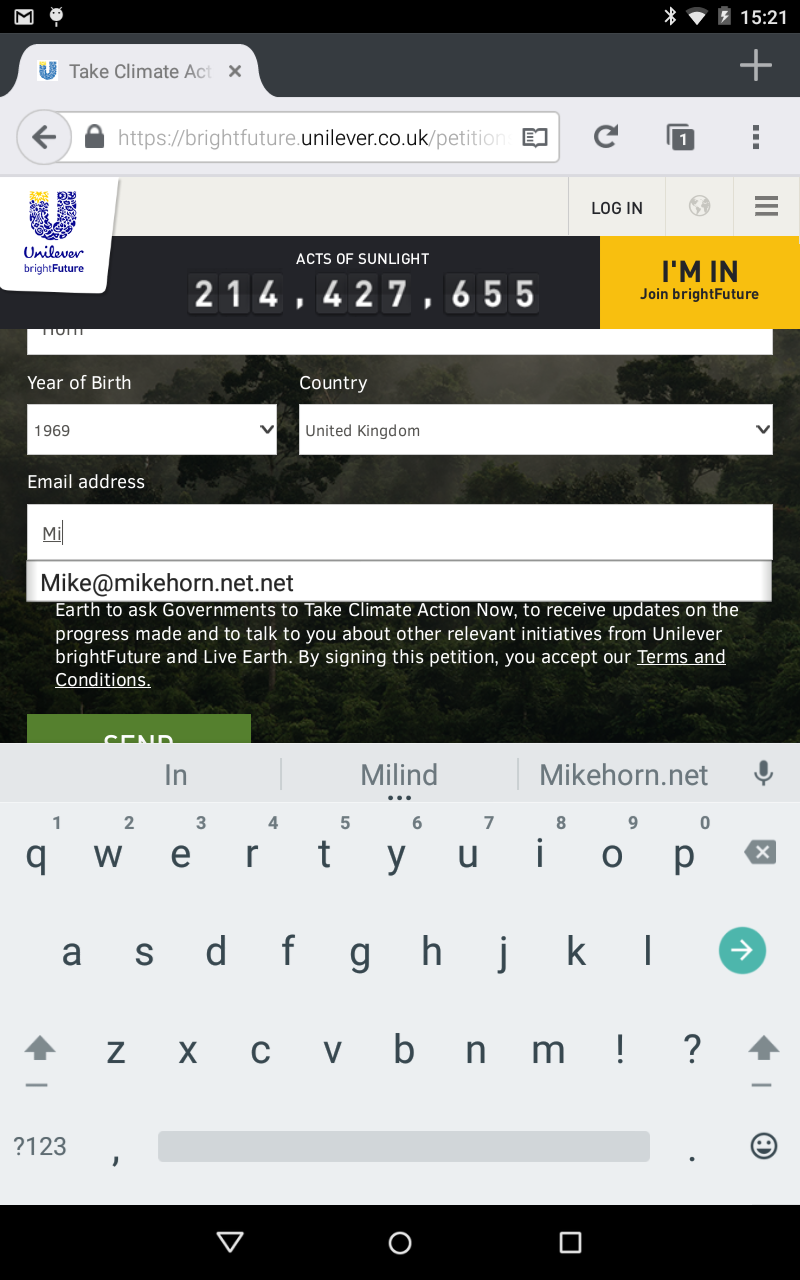 15:21
Take Climate Act
https://brightfuture.unilever.co.uk/petition
1
LOG IN
Unilever
brightFuture
ACTS OF SUNLIGHT
214,427,655
I'M IN
Join brightFuture
Horn
Year of Birth
Country
1969
United Kingdom
Email address
Mi
Mike@mikehorn.net.net
Earth to ask Governments to Take Climate Action Now, to receive updates on the
progress made and to talk to you about other relevant initiatives from Unilever
brightFuture and Live Earth. By signing this petition, you accept our Terms and
Conditions.
SEND
In
Milind
Mikehorn.net
1 2 3 4 5 6 7 8 9 0
q w e r t y u i o p
a s d f g h j k l
z x c v b n m ! ?
?123 , .